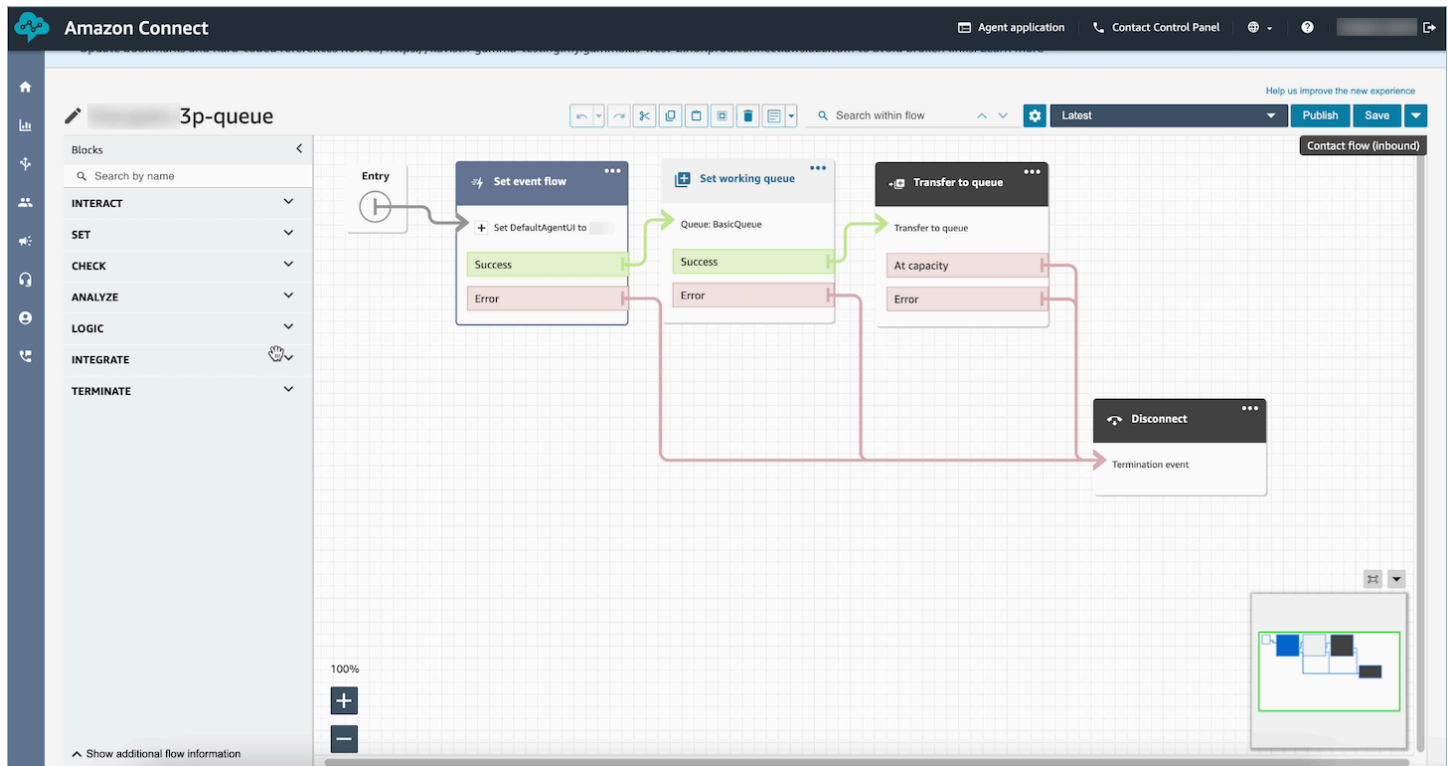 Amazon Connect
Agent application
Contact Control Panel
Help us improve the new experience
3p-queue
Search within flow
Latest
Publish
Save
Contact flow (inbound)
Blocks
Search by name
INTERACT
SET
CHECK
ANALYZE
LOGIC
INTEGRATE
TERMINATE
Show additional flow information
Entry
Set event flow
Set DefaultAgentUI to
Success
Error
Set working queue
Queue: BasicQueue
Success
Error
Transfer to queue
Transfer to queue
At capacity
Error
Disconnect
Termination event
100%